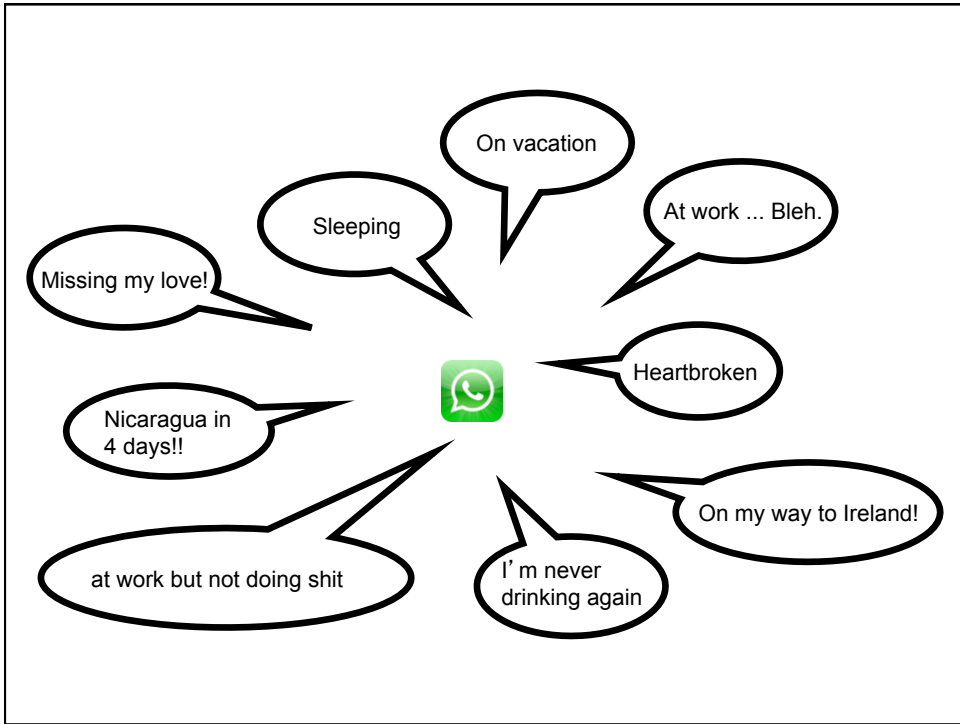 On vacation
At work ... Bleh.
Sleeping
Missing my love!
Heartbroken
Nicaragua in
4 days!!
On my way to Ireland!
at work but not doing shit
I’m never
drinking again